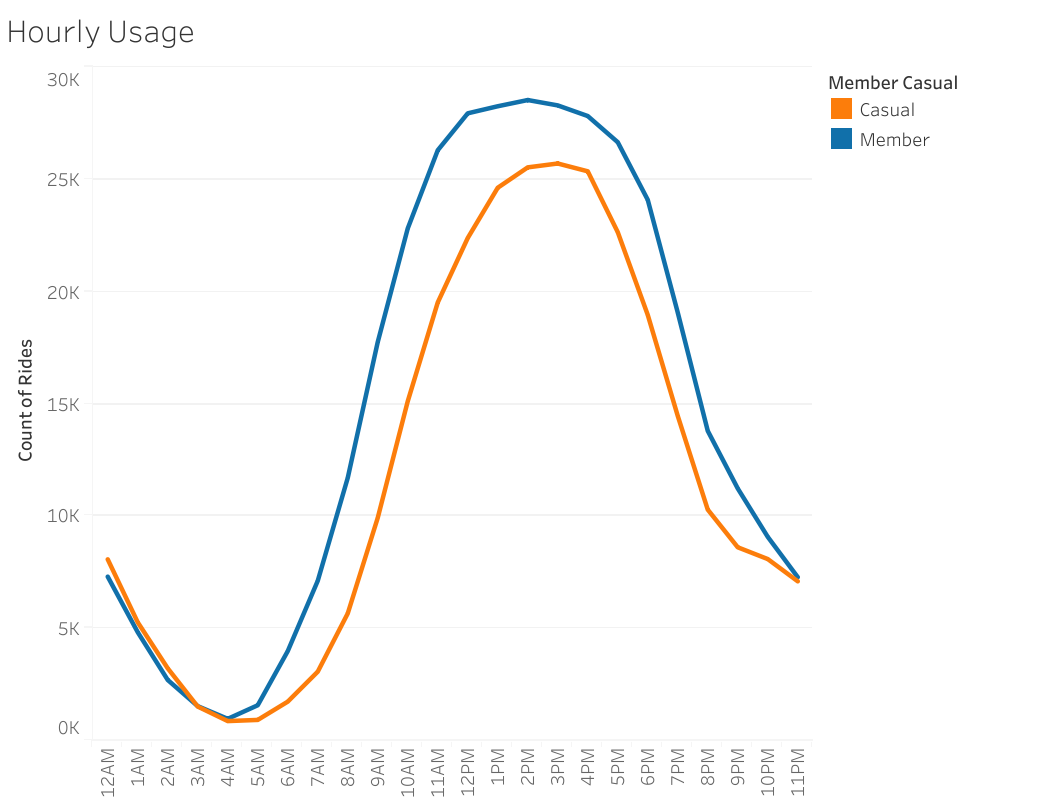 Hourly Usage
30K
25K
20K
15K
10K
5K
0K
Count of Rides
12AM
1AM
2AM
3AM
4AM
5AM
6AM
7AM
8AM
9AM
10AM
11AM
12PM
1PM
2PM
3PM
4PM
5PM
6PM
7PM
8PM
9PM
10PM
11PM
Member Casual
Casual
Member